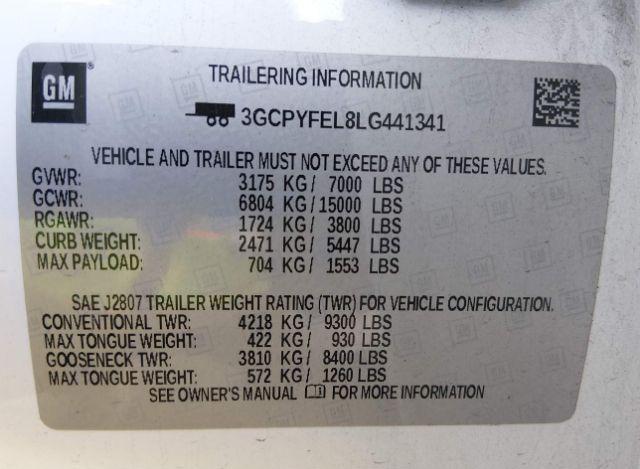 GM ®
TRAILERING INFORMATION
3GCPYFEL8LG441341
VEHICLE AND TRAILER MUST NOT EXCEED ANY OF THESE VALUES.
GVWR: 3175 KG / 7000 LBS
GCWR: 6804 KG / 15000 LBS
RGAWR: 1724 KG / 3800 LBS
CURB WEIGHT: 2471 KG / 5447 LBS
MAX PAYLOAD: 704 KG / 1553 LBS
SAE J2807 TRAILER WEIGHT RATING (TWR) FOR VEHICLE CONFIGURATION.
CONVENTIONAL TWR: 4218 KG / 9300 LBS
MAX TONGUE WEIGHT: 422 KG / 930 LBS
GOOSENECK TWR: 3810 KG / 8400 LBS
MAX TONGUE WEIGHT: 572 KG / 1260 LBS
SEE OWNER'S MANUAL FOR MORE INFORMATION